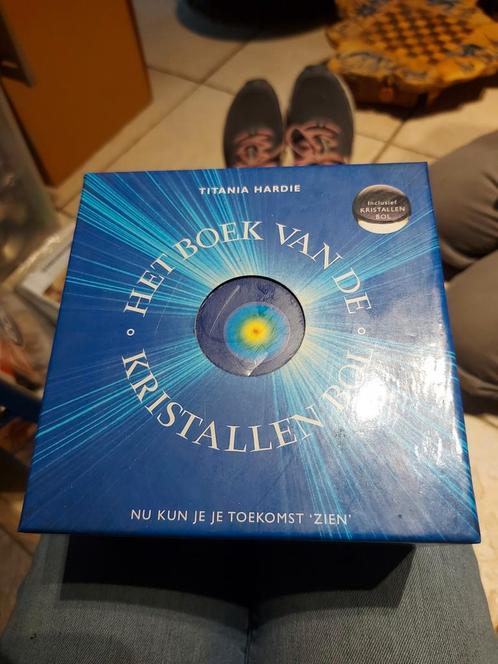 TITANIA HARDIE
Inclusief
KRISTALLEN
BOL
HET BOEK VAN DE
KRISTALLEN BOL
NU KUN JE JE TOEKOMST 'ZIEN'